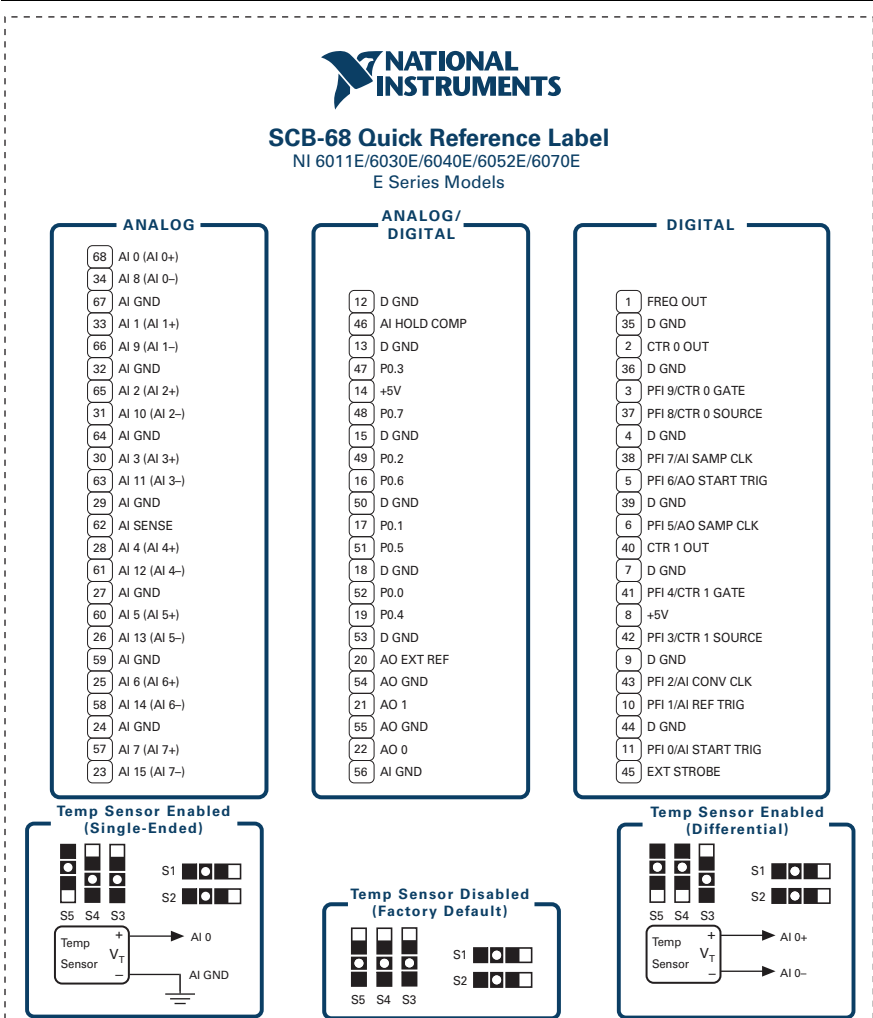 NATIONAL
INSTRUMENTS
SCB-68 Quick Reference Label
NI 6011E/6030E/6040E/6052E/6070E
E Series Models
ANALOG
68 AI 0 (AI 0+)
34 AI 8 (AI 0–)
67 AI GND
33 AI 1 (AI 1+)
66 AI 9 (AI 1–)
32 AI GND
65 AI 2 (AI 2+)
31 AI 10 (AI 2–)
64 AI GND
30 AI 3 (AI 3+)
63 AI 11 (AI 3–)
29 AI GND
62 AI SENSE
28 AI 4 (AI 4+)
61 AI 12 (AI 4–)
27 AI GND
60 AI 5 (AI 5+)
26 AI 13 (AI 5–)
59 AI GND
25 AI 6 (AI 6+)
58 AI 14 (AI 6–)
24 AI GND
57 AI 7 (AI 7+)
23 AI 15 (AI 7–)
ANALOG/
DIGITAL
12 D GND
46 AI HOLD COMP
13 D GND
47 P0.3
14 +5V
48 P0.7
15 D GND
49 P0.2
16 P0.6
50 D GND
17 P0.1
51 P0.5
18 D GND
52 P0.0
19 P0.4
53 D GND
20 AO EXT REF
54 AO GND
21 AO 1
55 AO GND
22 AO 0
56 AI GND
DIGITAL
1 FREQ OUT
35 D GND
2 CTR 0 OUT
36 D GND
3 PFI 9/CTR 0 GATE
37 PFI 8/CTR 0 SOURCE
4 D GND
38 PFI 7/AI SAMP CLK
5 PFI 6/AO START TRIG
39 D GND
6 PFI 5/AO SAMP CLK
40 CTR 1 OUT
7 D GND
41 PFI 4/CTR 1 GATE
8 +5V
42 PFI 3/CTR 1 SOURCE
9 D GND
43 PFI 2/AI CONV CLK
10 PFI 1/AI REF TRIG
44 D GND
11 PFI 0/AI START TRIG
45 EXT STROBE
Temp Sensor Enabled
(Single-Ended)
S1
S2
S5 S4 S3
Temp
Sensor
+
VT
–
AI 0
AI GND
Temp Sensor Disabled
(Factory Default)
S1
S2
S5 S4 S3
Temp Sensor Enabled
(Differential)
S1
S2
S5 S4 S3
Temp
Sensor
+
VT
–
AI 0+
AI 0–